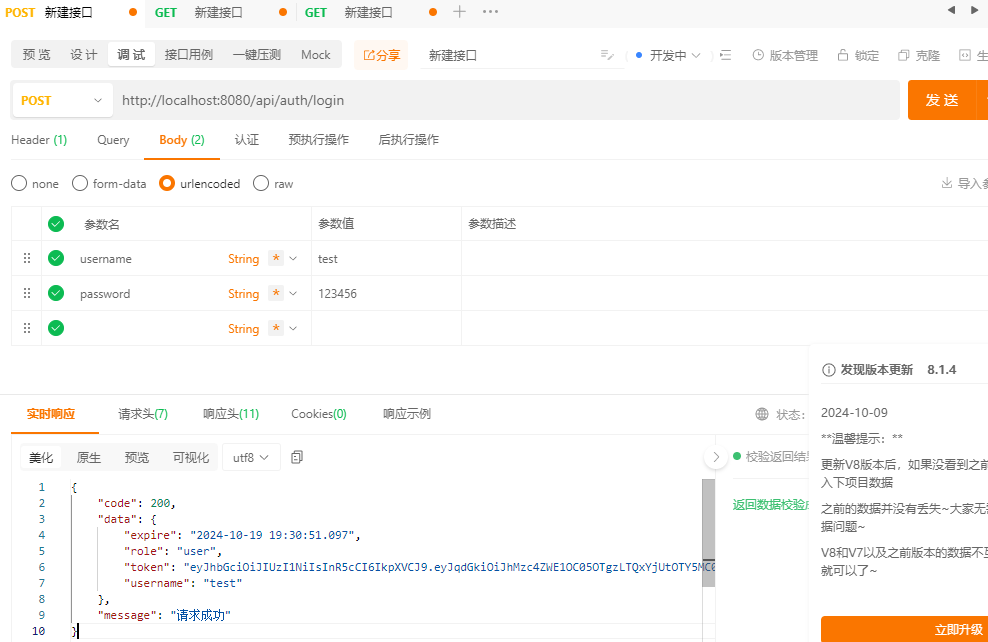 POST 新建接口 GET 新建接口 GET 新建接口
预览 设计 调试 接口用例 一键压测 Mock 分享 新建接口 开发中 版本管理 锁定 克隆
POST http://localhost:8080/api/auth/login 发送
Header (1) Query Body (2) 认证 预执行操作 后执行操作
none form-data urlencoded raw 导入参
参数名 参数值 参数描述
username String * test
password String * 123456
String *
发现版本更新 8.1.4
实时响应 请求头(7) 响应头(11) Cookies(0) 响应示例 状态:
2024-10-09
**温馨提示：**
美化 原生 预览 可视化 utf8 校验返回结果
更新V8版本后，如果没看到之前
入下项目数据
1 {
2 "code": 200,
3 "data": {
4 "expire": "2024-10-19 19:30:51.097",
5 "role": "user",
6 "token": "eyJhbGciOiJIUzI1NiIsInR5cCI6IkpXVCJ9.eyJqdGkiOiJhMzc4ZWE1OC05OTgzLTQxYjUtOTY5MC0
7 "username": "test"
8 },
9 "message": "请求成功"
10 }
返回数据校验成
之前的数据并没有丢失~大家无
据问题~
V8和V7以及之前版本的数据不互
就可以了~
立即升级